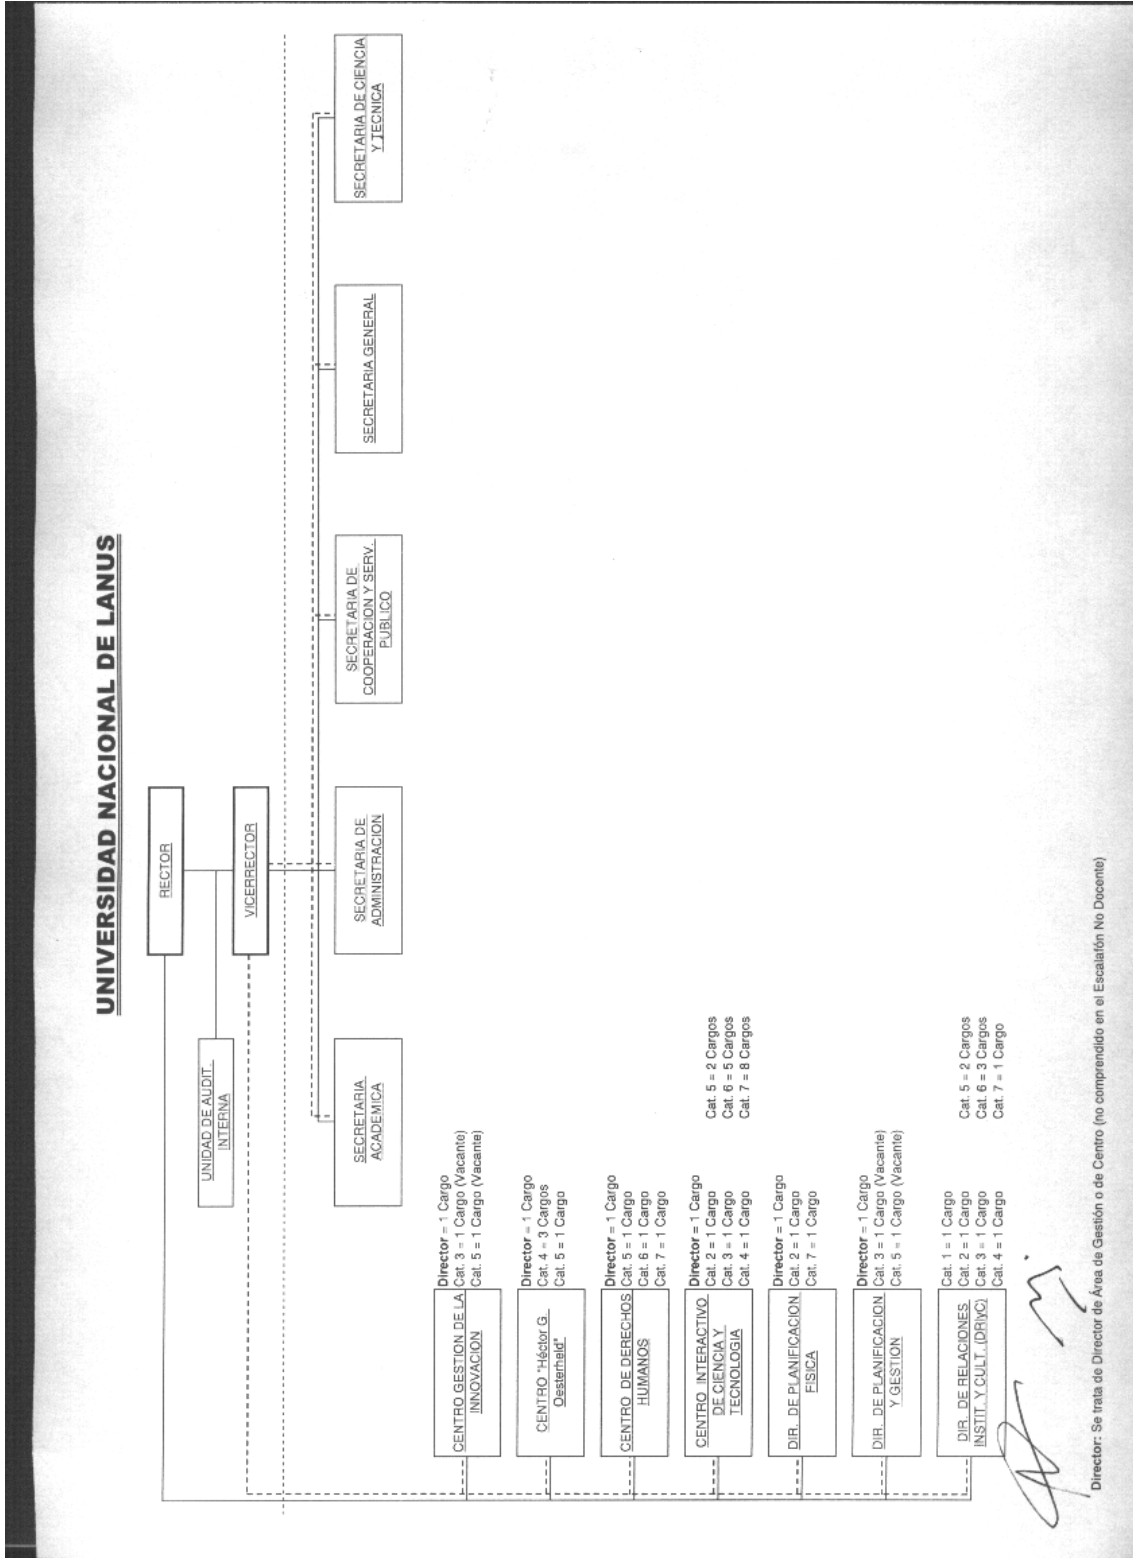 UNIVERSIDAD NACIONAL DE LANUS
RECTOR
UNIDAD DE AUDIT.
INTERNA
VICERRECTOR
SECRETARIA
ACADEMICA
SECRETARIA DE
ADMINISTRACION
SECRETARIA DE
COOPERACION Y SERV.
PUBLICO
SECRETARIA GENERAL
SECRETARIA DE CIENCIA
Y TECNICA
CENTRO GESTION DE LA
INNOVACION
Director = 1 Cargo
Cat. 3 = 1 Cargo (Vacante)
Cat. 5 = 1 Cargo (Vacante)
CENTRO "Héctor G.
Oesterheld"
Director = 1 Cargo
Cat. 4 = 3 Cargos
Cat. 5 = 1 Cargo
CENTRO DE DERECHOS
HUMANOS
Director = 1 Cargo
Cat. 5 = 1 Cargo
Cat. 6 = 1 Cargo
Cat. 7 = 1 Cargo
CENTRO INTERACTIVO
DE CIENCIA Y
TECNOLOGIA
Director = 1 Cargo
Cat. 2 = 1 Cargo
Cat. 3 = 1 Cargo
Cat. 4 = 1 Cargo
Cat. 5 = 2 Cargos
Cat. 6 = 5 Cargos
Cat. 7 = 8 Cargos
DIR. DE PLANIFICACION
FISICA
Director = 1 Cargo
Cat. 2 = 1 Cargo
Cat. 7 = 1 Cargo
DIR. DE PLANIFICACION
Y GESTION
Director = 1 Cargo
Cat. 3 = 1 Cargo (Vacante)
Cat. 5 = 1 Cargo (Vacante)
DIR. DE RELACIONES
INSTIT. Y CULT. (DRIyC)
Cat. 1 = 1 Cargo
Cat. 2 = 1 Cargo
Cat. 3 = 1 Cargo
Cat. 4 = 1 Cargo
Cat. 5 = 2 Cargos
Cat. 6 = 3 Cargos
Cat. 7 = 1 Cargo
Director: Se trata de Director de Área de Gestión o de Centro (no comprendido en el Escalafón No Docente)